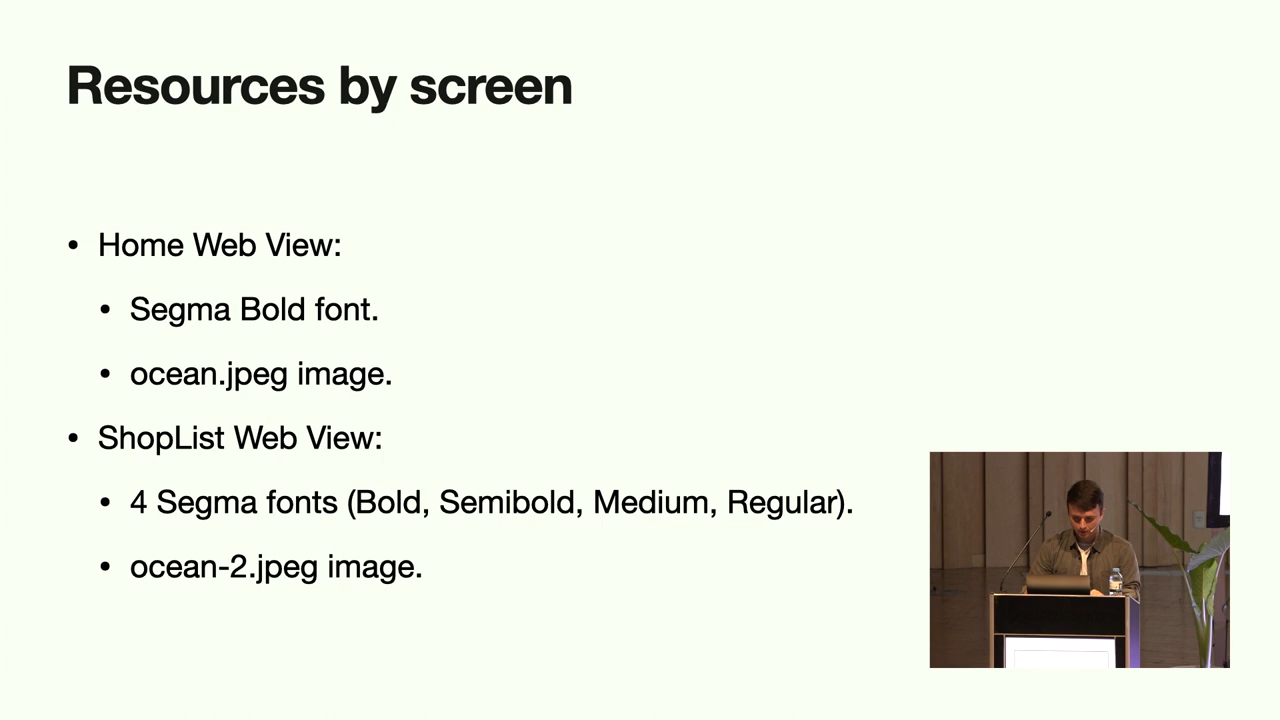 Resources by screen
• Home Web View:
• Segma Bold font.
• ocean.jpeg image.
• ShopList Web View:
• 4 Segma fonts (Bold, Semibold, Medium, Regular).
• ocean-2.jpeg image.